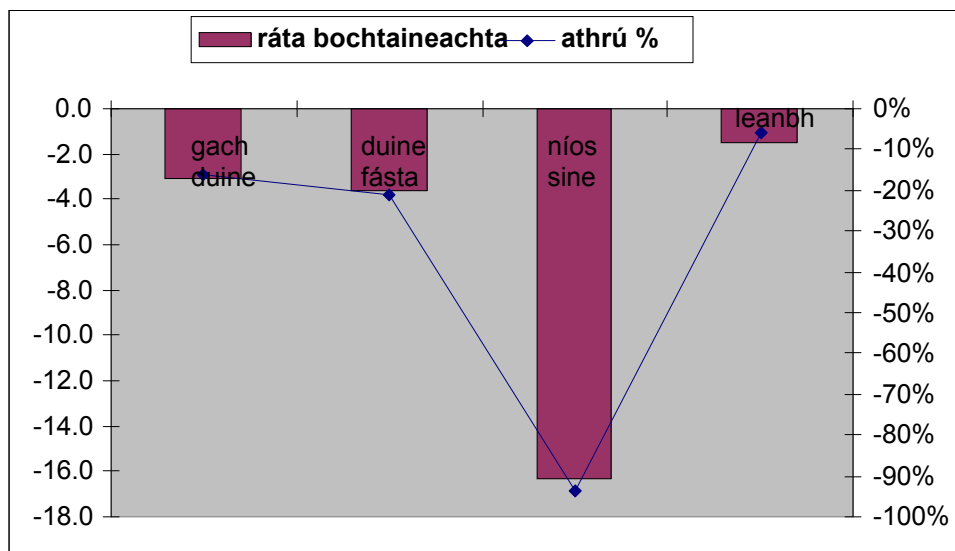 ráta bochtaineachta athrú %
0.0
-2.0
-4.0
-6.0
-8.0
-10.0
-12.0
-14.0
-16.0
-18.0
gach
duine
duine
fásta
níos
sine
leanbh
0%
-10%
-20%
-30%
-40%
-50%
-60%
-70%
-80%
-90%
-100%